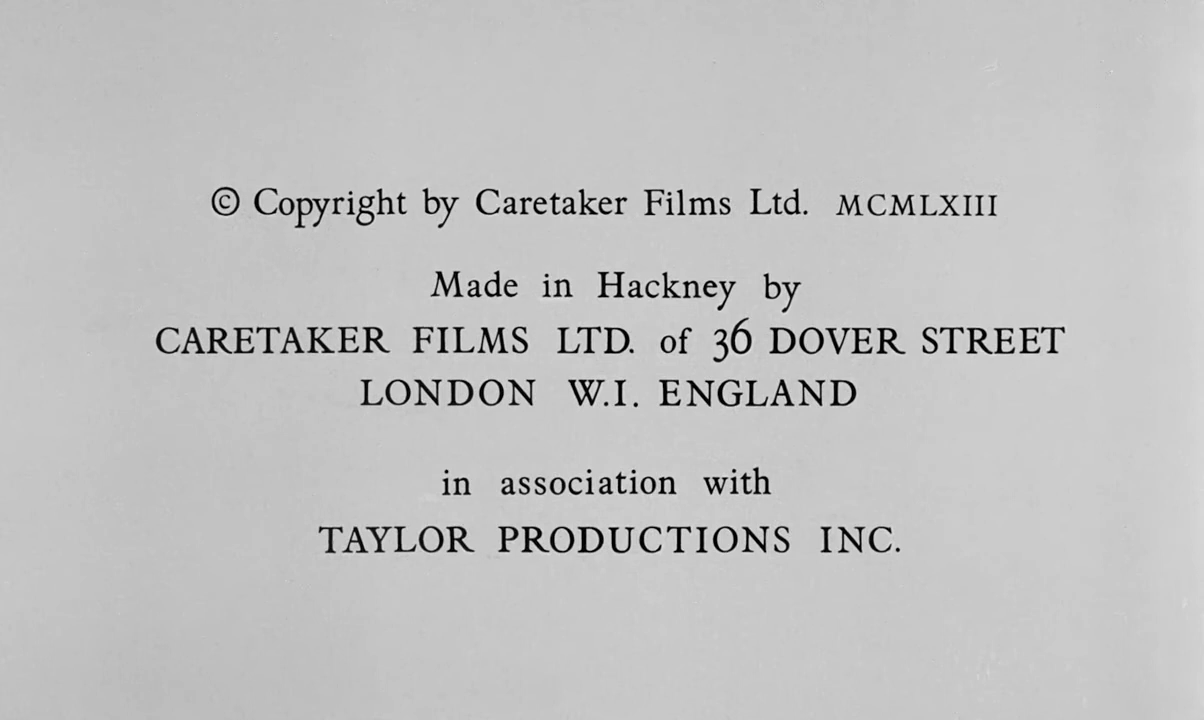 © Copyright by Caretaker Films Ltd. MCMLXIII
Made in Hackney by
CARETAKER FILMS LTD. of 36 DOVER STREET
LONDON W.I. ENGLAND
in association with
TAYLOR PRODUCTIONS INC.